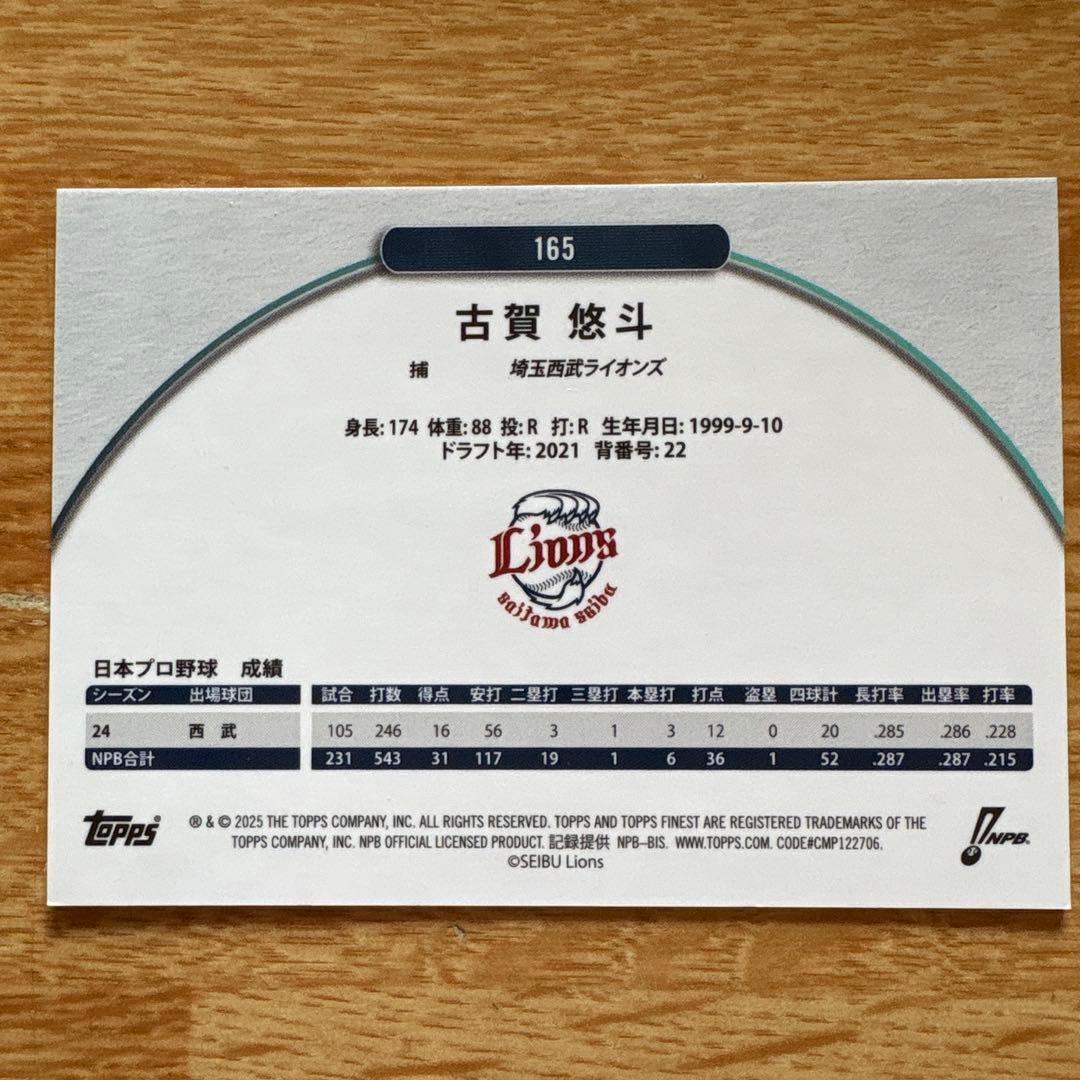 165
古賀 悠斗
捕 埼玉西武ライオンズ
身長: 174 体重: 88 投: R 打: R 生年月日: 1999-9-10
ドラフト年: 2021 背番号: 22
Lions
saitama seibu
日本プロ野球 成績
シーズン 出場球団 試合 打数 得点 安打 二塁打 三塁打 本塁打 打点 盗塁 四球計 長打率 出塁率 打率
24 西 武 105 246 16 56 3 1 3 12 0 20 .285 .286 .228
NPB合計 231 543 31 117 19 1 6 36 1 52 .287 .287 .215
topps ® & © 2025 THE TOPPS COMPANY, INC. ALL RIGHTS RESERVED. TOPPS AND TOPPS FINEST ARE REGISTERED TRADEMARKS OF THE
TOPPS COMPANY, INC. NPB OFFICIAL LICENSED PRODUCT. 記録提供 NPB-BIS. WWW.TOPPS.COM. CODE#CMP122706.
NPB®
©SEIBU Lions